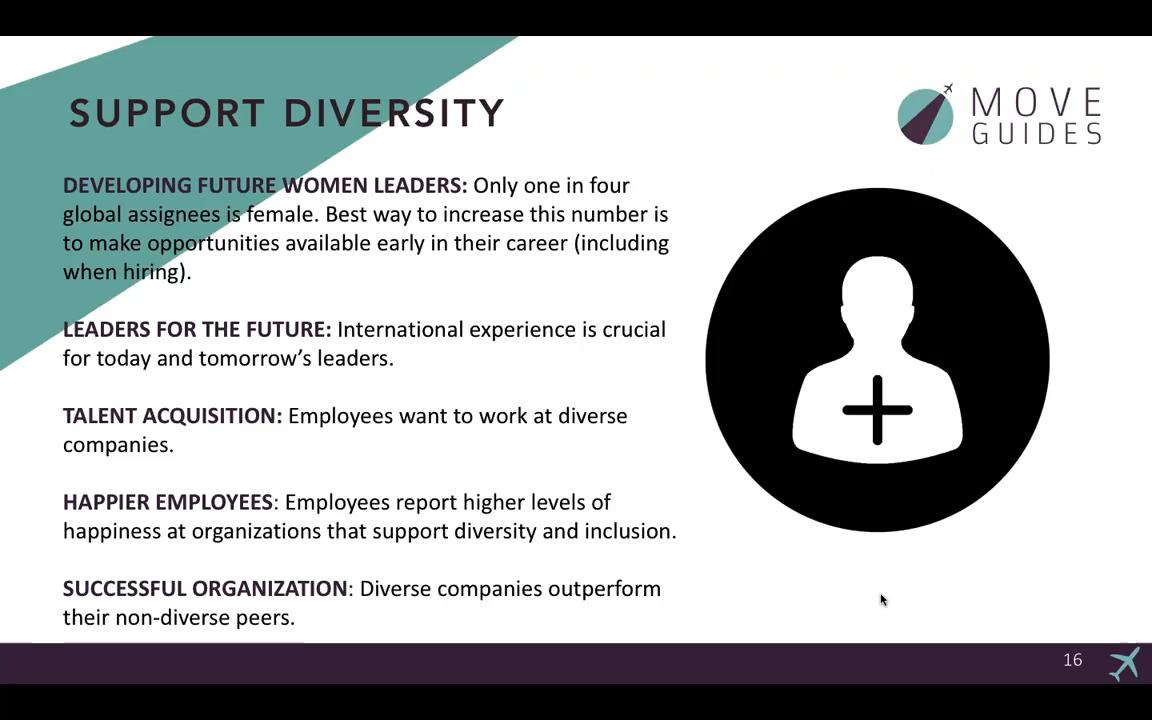 SUPPORT DIVERSITY
MOVE
GUIDES
DEVELOPING FUTURE WOMEN LEADERS: Only one in four
global assignees is female. Best way to increase this number is
to make opportunities available early in their career (including
when hiring).
LEADERS FOR THE FUTURE: International experience is crucial
for today and tomorrow’s leaders.
TALENT ACQUISITION: Employees want to work at diverse
companies.
HAPPIER EMPLOYEES: Employees report higher levels of
happiness at organizations that support diversity and inclusion.
SUCCESSFUL ORGANIZATION: Diverse companies outperform
their non-diverse peers.
16